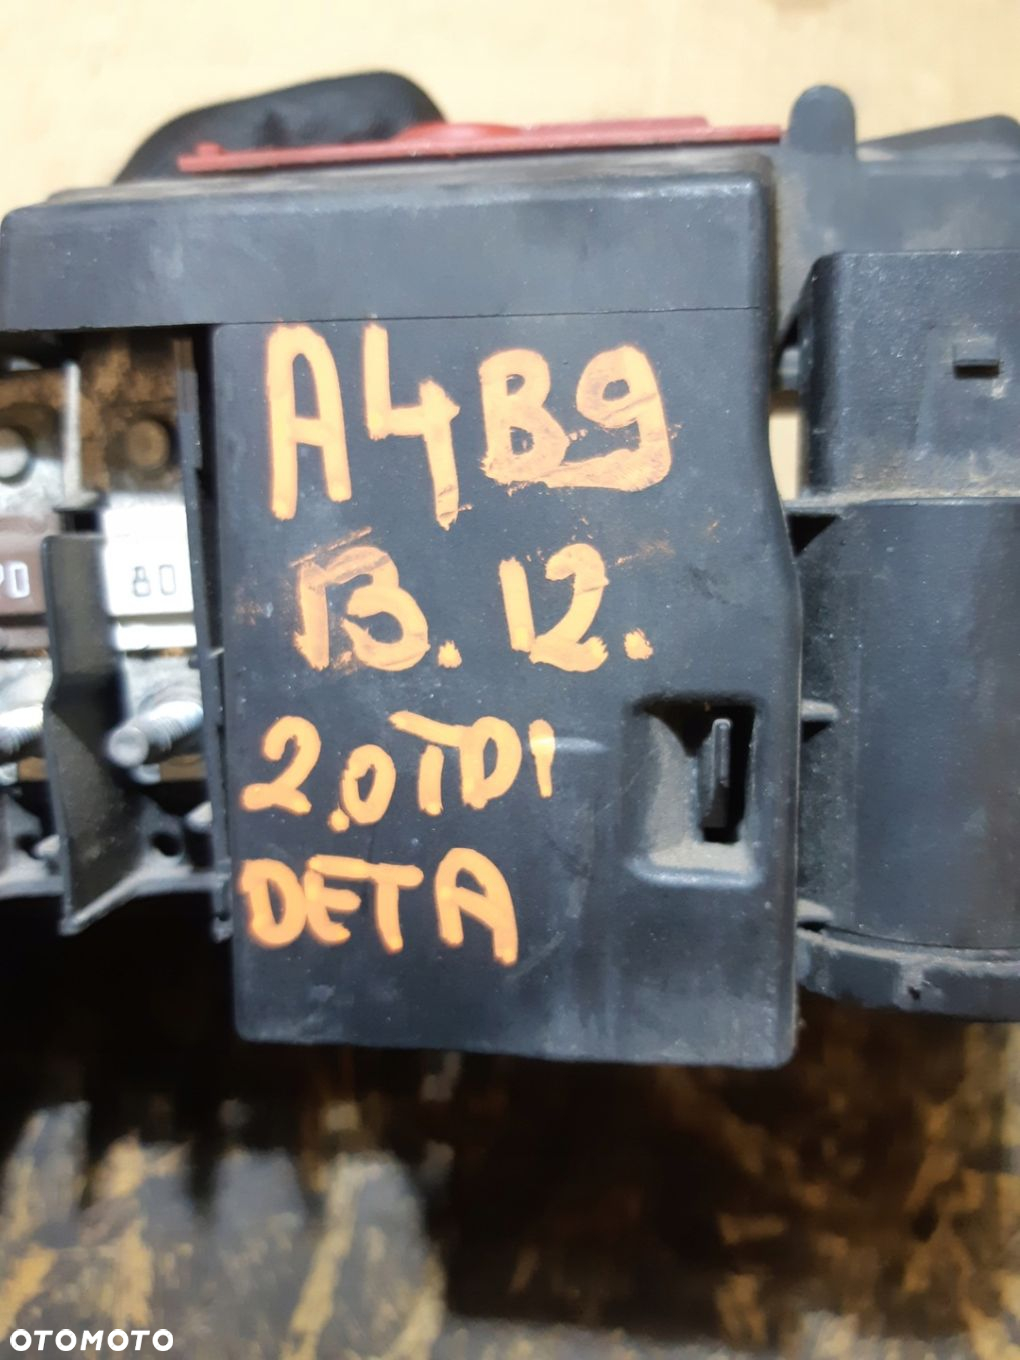 A4B9
13.12.
2.0TDI
DETA
80
OTOMOTO